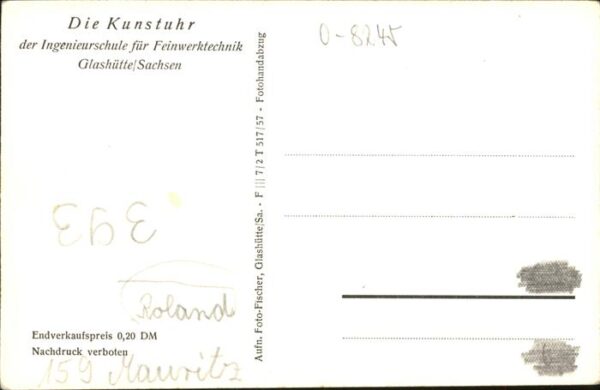 Die Kunstuhr
der Ingenieurschule für Feinwerktechnik
Glashütte/Sachsen
Roland
Endverkaufspreis 0,20 DM
Nachdruck verboten
159 Mauritz
Aufn. Foto-Fischer, Glashütte/Sa. - F III 7/2 T 517/57 - Fotohandabzug
0-8245